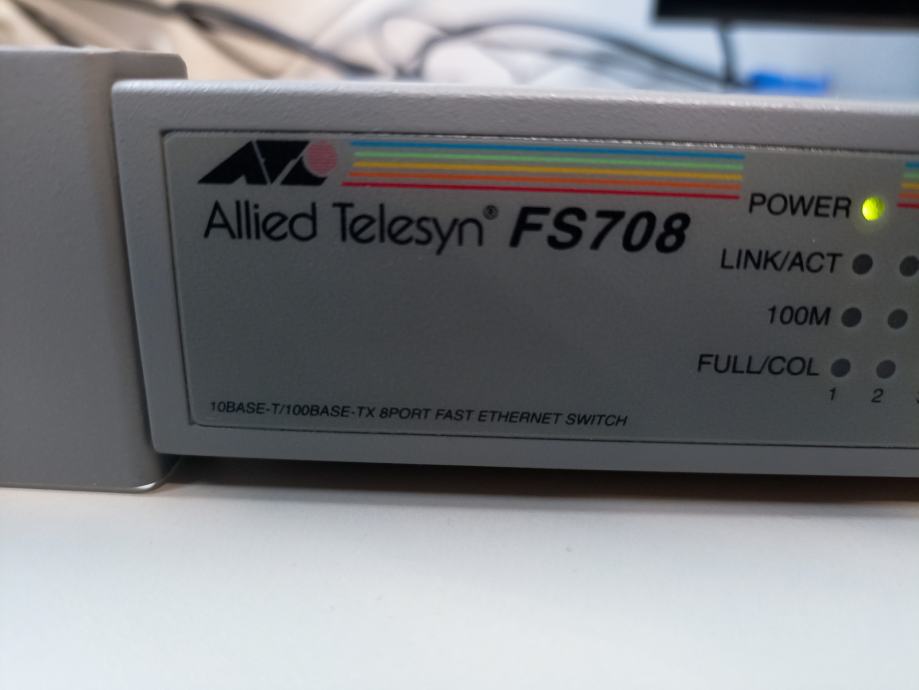 Allied Telesyn® FS708
POWER
LINK/ACT
100M
FULL/COL
1 2
10BASE-T/100BASE-TX 8PORT FAST ETHERNET SWITCH